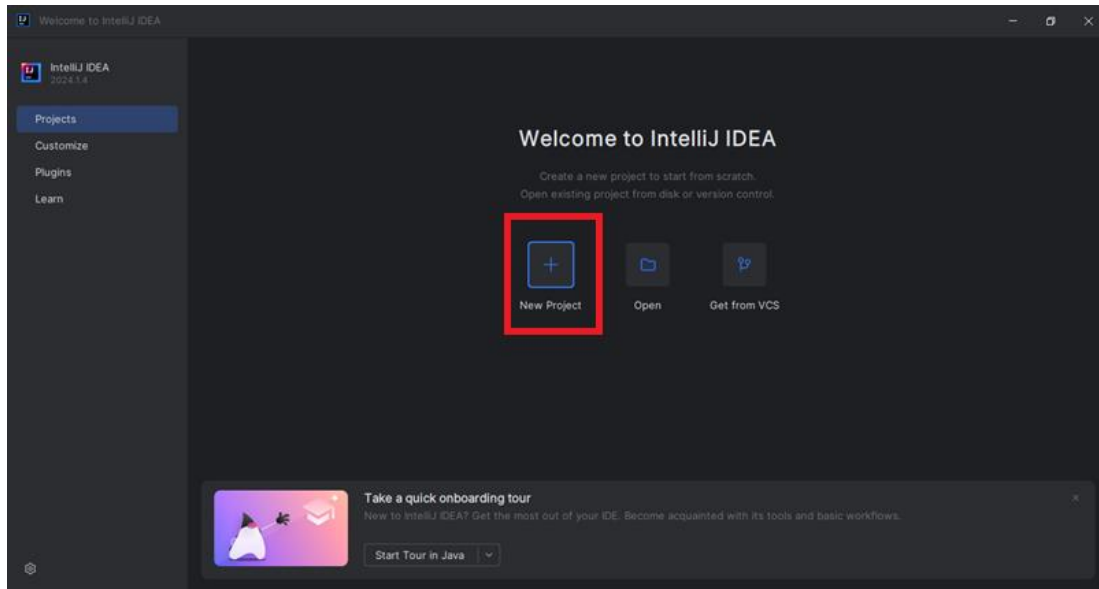 Welcome to IntelliJ IDEA
IntelliJ IDEA
2024.1.4
Projects
Customize
Plugins
Learn
Welcome to IntelliJ IDEA
Create a new project to start from scratch.
Open existing project from disk or version control.
New Project
Open
Get from VCS
Take a quick onboarding tour
New to IntelliJ IDEA? Get the most out of your IDE. Become acquainted with its tools and basic workflows.
Start Tour in Java